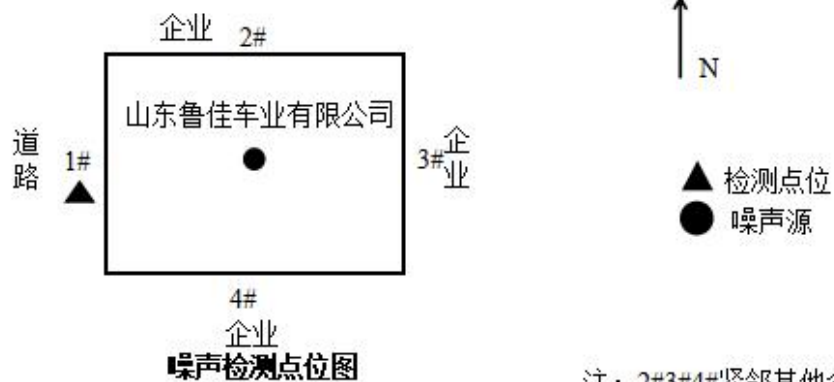 企业 2#
N
山东鲁佳车业有限公司
道路
1#
3#
企业
检测点位
噪声源
4#
企业
噪声检测点位图
注：2#3#4#紧邻其他